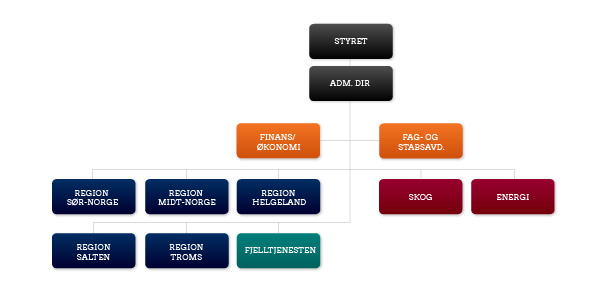 STYRET
ADM. DIR
FINANS/
ØKONOMI
FAG- OG
STABSAVD.
REGION
SØR-NORGE
REGION
MIDT-NORGE
REGION
HELGELAND
SKOG
ENERGI
REGION
SALTEN
REGION
TROMS
FJELLTJENESTEN